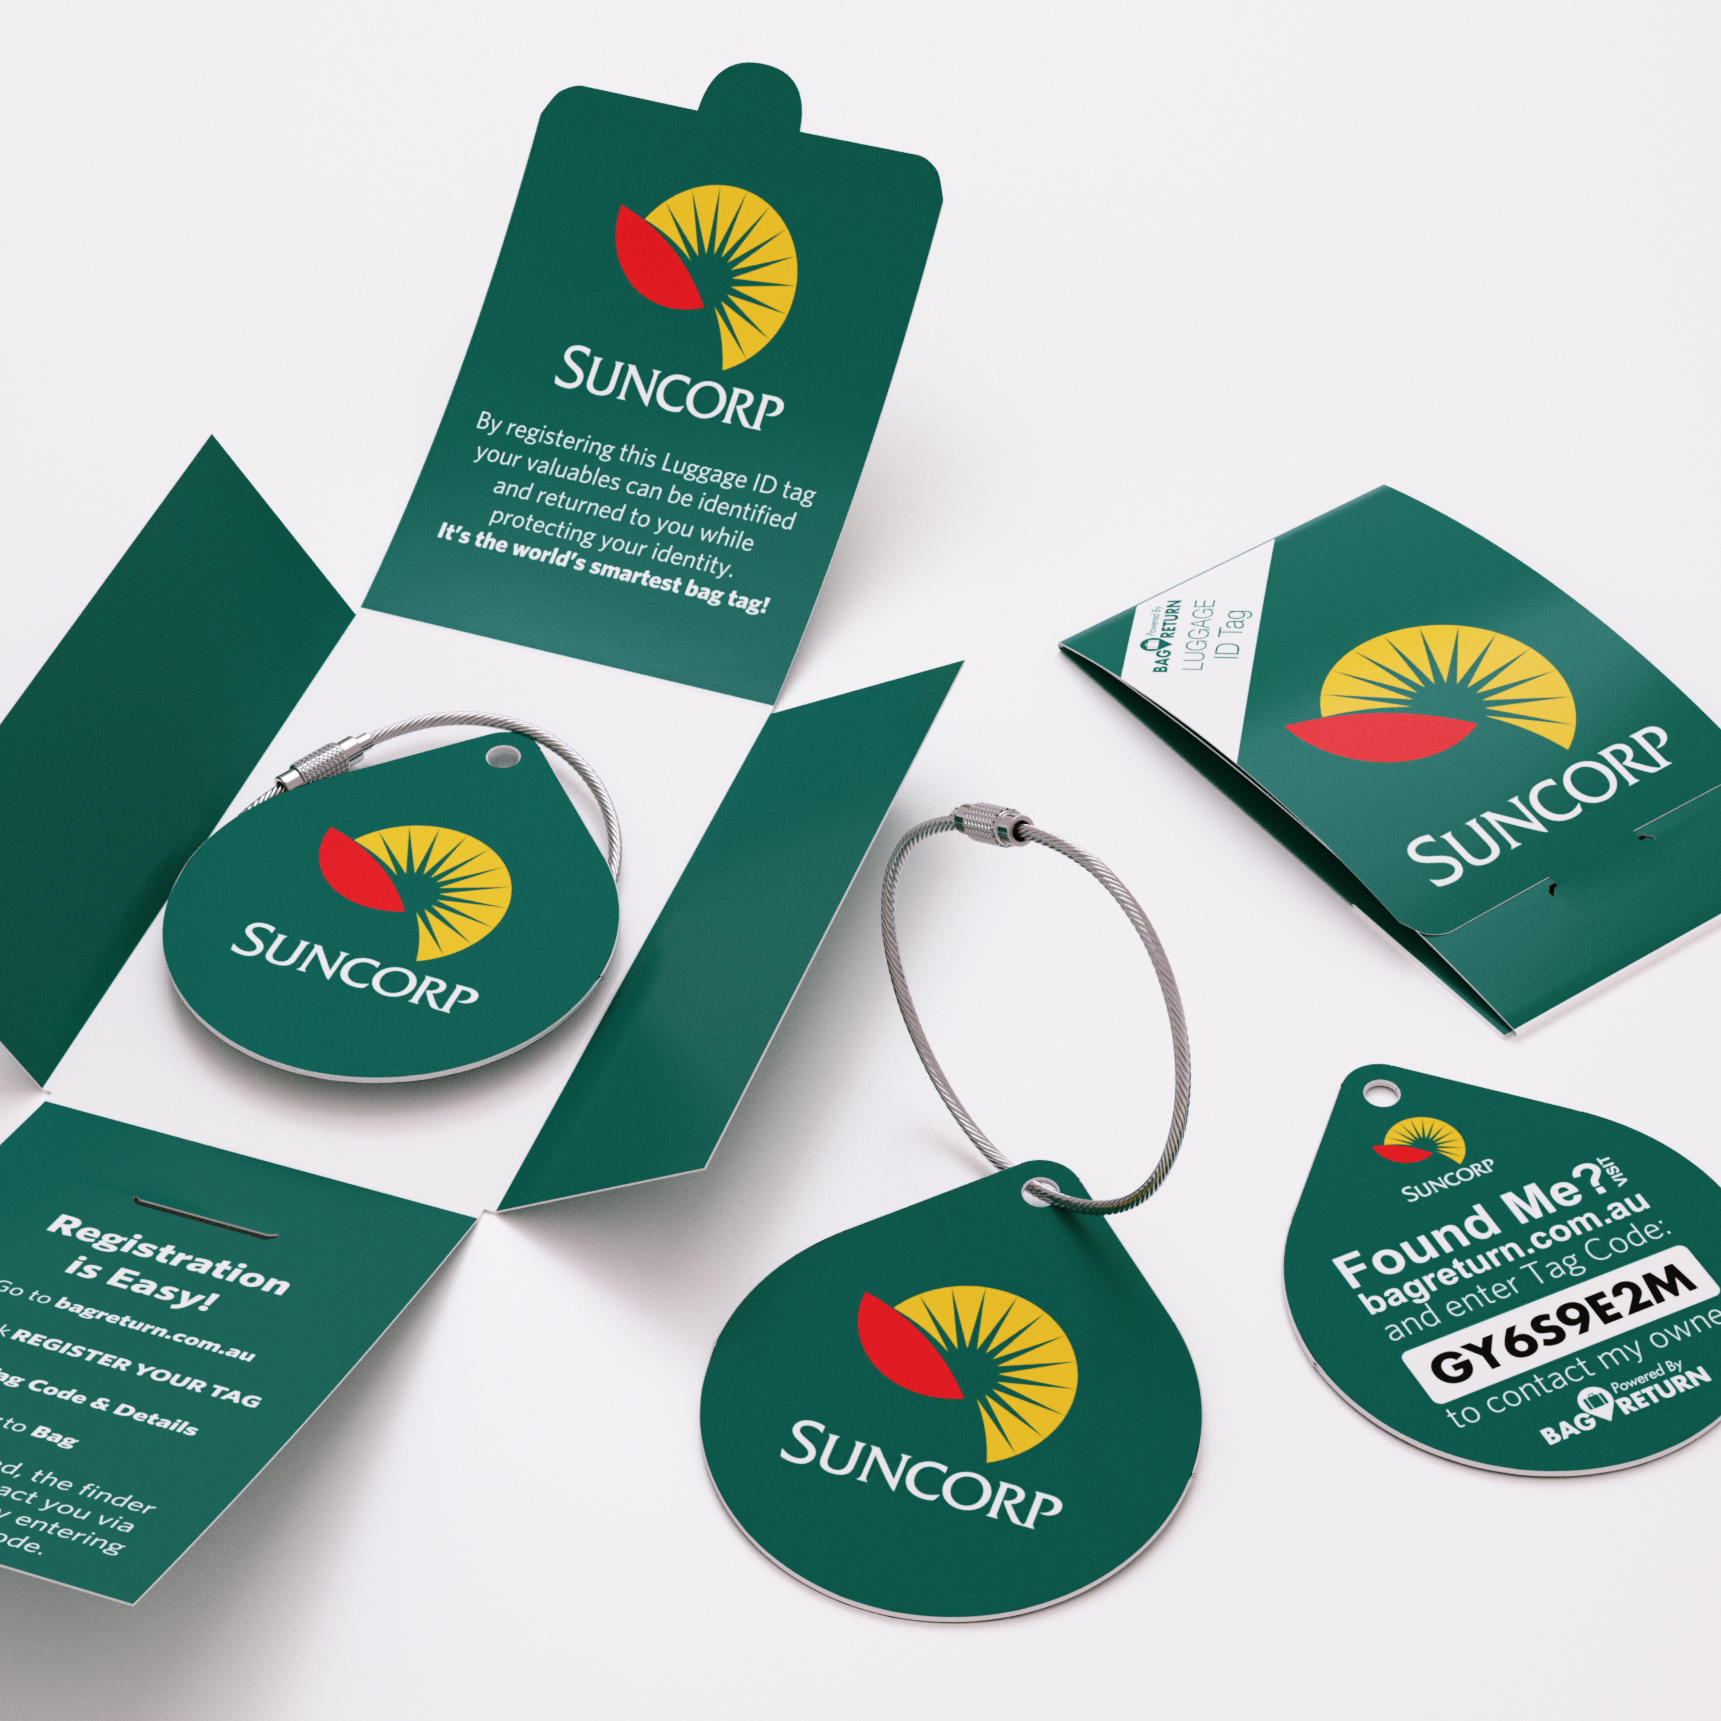 SUNCORP
By registering this Luggage ID tag
your valuables can be identified
and returned to you while
protecting your identity.
It's the world's smartest bag tag!
Powered By
BAG RETURN
LUGGAGE
ID Tag
SUNCORP
SUNCORP
Registration
is Easy!
Go to bagreturn.com.au
REGISTER YOUR TAG
Code & Details
to Bag
the finder
you via
entering
SUNCORP
SUNCORP
Found Me? VISIT
bagreturn.com.au
and enter Tag Code:
GY6S9E2M
to contact my
Powered By
BAG RETURN